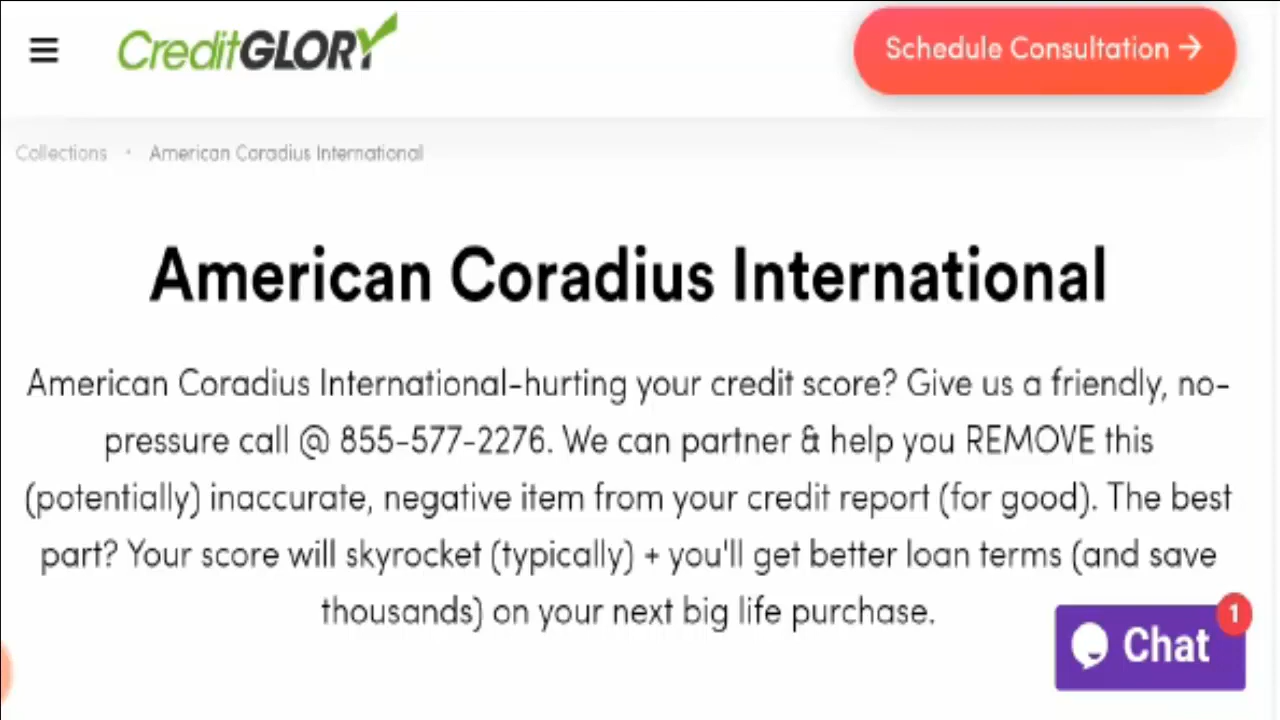 CreditGLORY
Schedule Consultation →
Collections • American Coradius International
American Coradius International
American Coradius International-hurting your credit score? Give us a friendly, no-
pressure call @ 855-577-2276. We can partner & help you REMOVE this
(potentially) inaccurate, negative item from your credit report (for good). The best
part? Your score will skyrocket (typically) + you'll get better loan terms (and save
thousands) on your next big life purchase.
1
Chat